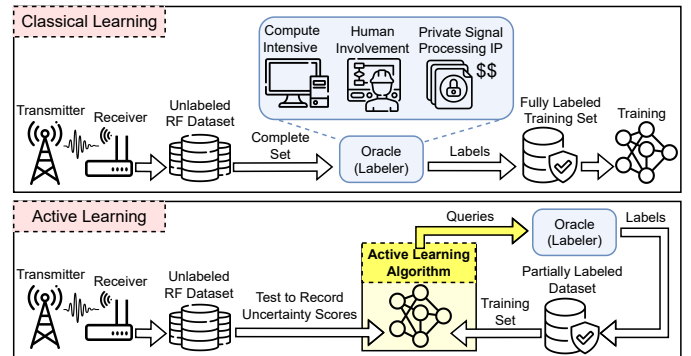 Classical Learning
Compute
Intensive
Human
Involvement
Private Signal
Processing IP
$$
Transmitter
Receiver
Unlabeled
RF Dataset
Complete
Set
Oracle
(Labeler)
Labels
Fully Labeled
Training Set
Training
Active Learning
Queries
Oracle
(Labeler)
Labels
Transmitter
Receiver
Unlabeled
RF Dataset
Test to Record
Uncertainty Scores
Active Learning
Algorithm
Training
Set
Partially Labeled
Dataset